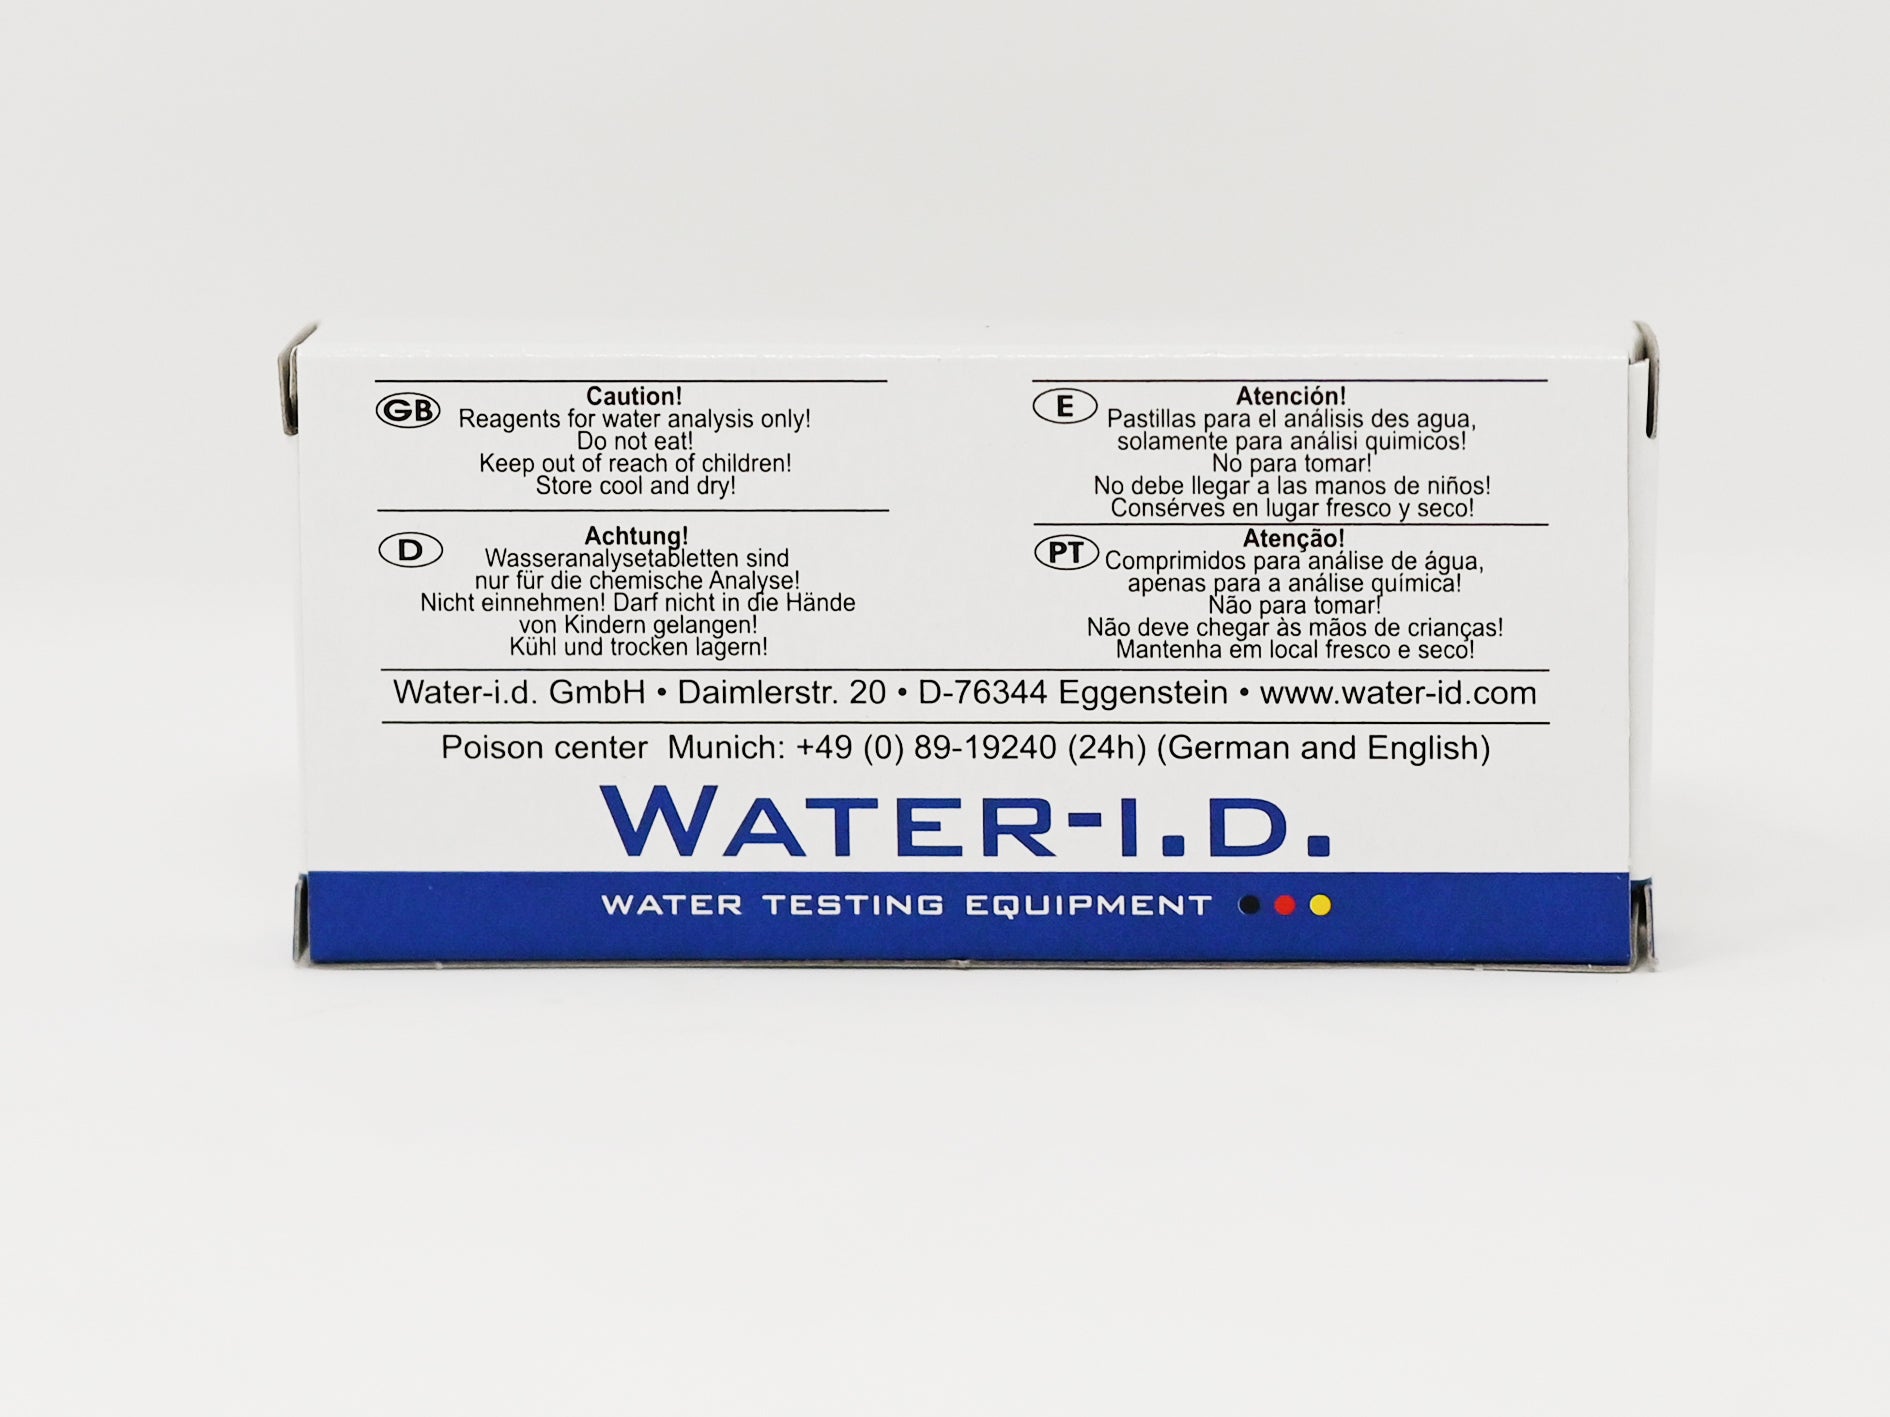 GB
Caution!
Reagents for water analysis only!
Do not eat!
Keep out of reach of children!
Store cool and dry!
D
Achtung!
Wasseranalysetabletten sind
nur für die chemische Analyse!
Nicht einnehmen! Darf nicht in die Hände
von Kindern gelangen!
Kühl und trocken lagern!
E
Atención!
Pastillas para el análisis des agua,
solamente para análisi quimicos!
No para tomar!
No debe llegar a las manos de niños!
Consérves en lugar fresco y seco!
PT
Atenção!
Comprimidos para análise de água,
apenas para a análise química!
Não para tomar!
Não deve chegar às mãos de crianças!
Mantenha em local fresco e seco!
Water-i.d. GmbH • Daimlerstr. 20 • D-76344 Eggenstein • www.water-id.com
Poison center Munich: +49 (0) 89-19240 (24h) (German and English)
WATER-I.D.
WATER TESTING EQUIPMENT